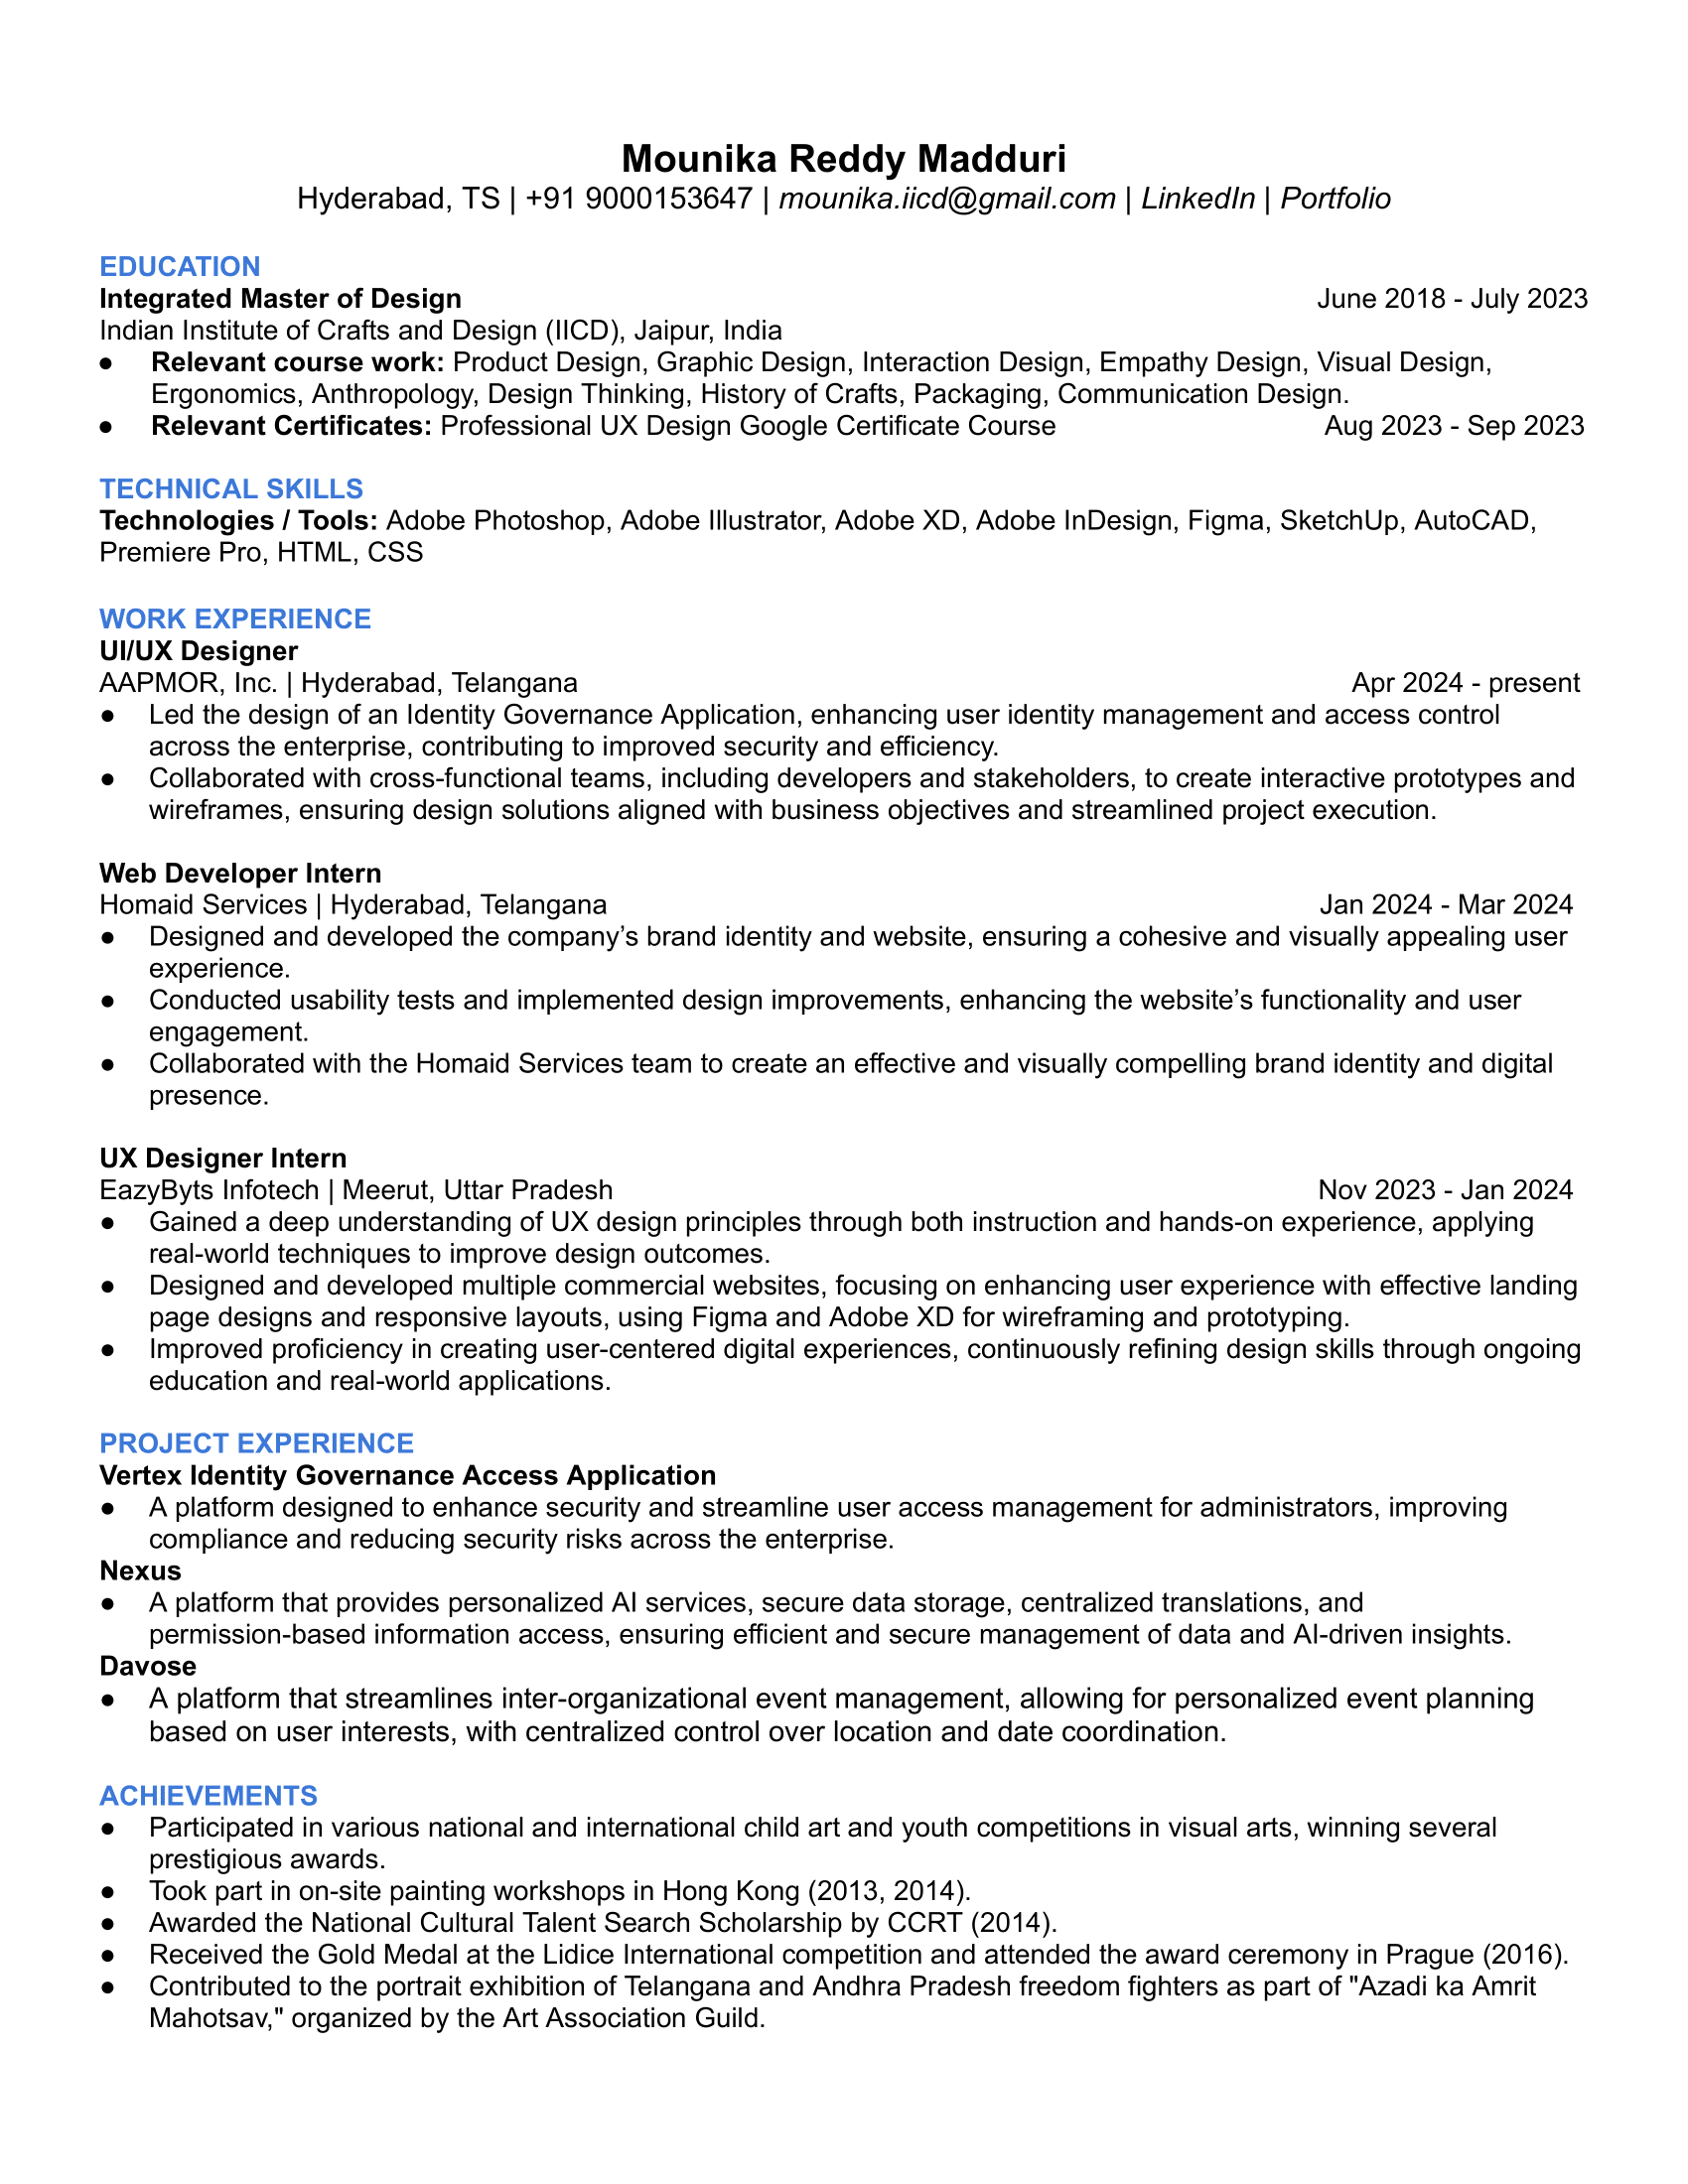 Mounika Reddy Madduri
Hyderabad, TS | +91 9000153647 | mounika.iicd@gmail.com | LinkedIn | Portfolio
EDUCATION
Integrated Master of Design June 2018 - July 2023
Indian Institute of Crafts and Design (IICD), Jaipur, India
● Relevant course work: Product Design, Graphic Design, Interaction Design, Empathy Design, Visual Design,
Ergonomics, Anthropology, Design Thinking, History of Crafts, Packaging, Communication Design.
● Relevant Certificates: Professional UX Design Google Certificate Course Aug 2023 - Sep 2023
TECHNICAL SKILLS
Technologies / Tools: Adobe Photoshop, Adobe Illustrator, Adobe XD, Adobe InDesign, Figma, SketchUp, AutoCAD,
Premiere Pro, HTML, CSS
WORK EXPERIENCE
UI/UX Designer
AAPMOR, Inc. | Hyderabad, Telangana Apr 2024 - present
● Led the design of an Identity Governance Application, enhancing user identity management and access control
across the enterprise, contributing to improved security and efficiency.
● Collaborated with cross-functional teams, including developers and stakeholders, to create interactive prototypes and
wireframes, ensuring design solutions aligned with business objectives and streamlined project execution.
Web Developer Intern
Homaid Services | Hyderabad, Telangana Jan 2024 - Mar 2024
● Designed and developed the company’s brand identity and website, ensuring a cohesive and visually appealing user
experience.
● Conducted usability tests and implemented design improvements, enhancing the website’s functionality and user
engagement.
● Collaborated with the Homaid Services team to create an effective and visually compelling brand identity and digital
presence.
UX Designer Intern
EazyByts Infotech | Meerut, Uttar Pradesh Nov 2023 - Jan 2024
● Gained a deep understanding of UX design principles through both instruction and hands-on experience, applying
real-world techniques to improve design outcomes.
● Designed and developed multiple commercial websites, focusing on enhancing user experience with effective landing
page designs and responsive layouts, using Figma and Adobe XD for wireframing and prototyping.
● Improved proficiency in creating user-centered digital experiences, continuously refining design skills through ongoing
education and real-world applications.
PROJECT EXPERIENCE
Vertex Identity Governance Access Application
● A platform designed to enhance security and streamline user access management for administrators, improving
compliance and reducing security risks across the enterprise.
Nexus
● A platform that provides personalized AI services, secure data storage, centralized translations, and
permission-based information access, ensuring efficient and secure management of data and AI-driven insights.
Davose
● A platform that streamlines inter-organizational event management, allowing for personalized event planning
based on user interests, with centralized control over location and date coordination.
ACHIEVEMENTS
● Participated in various national and international child art and youth competitions in visual arts, winning several
prestigious awards.
● Took part in on-site painting workshops in Hong Kong (2013, 2014).
● Awarded the National Cultural Talent Search Scholarship by CCRT (2014).
● Received the Gold Medal at the Lidice International competition and attended the award ceremony in Prague (2016).
● Contributed to the portrait exhibition of Telangana and Andhra Pradesh freedom fighters as part of "Azadi ka Amrit
Mahotsav," organized by the Art Association Guild.